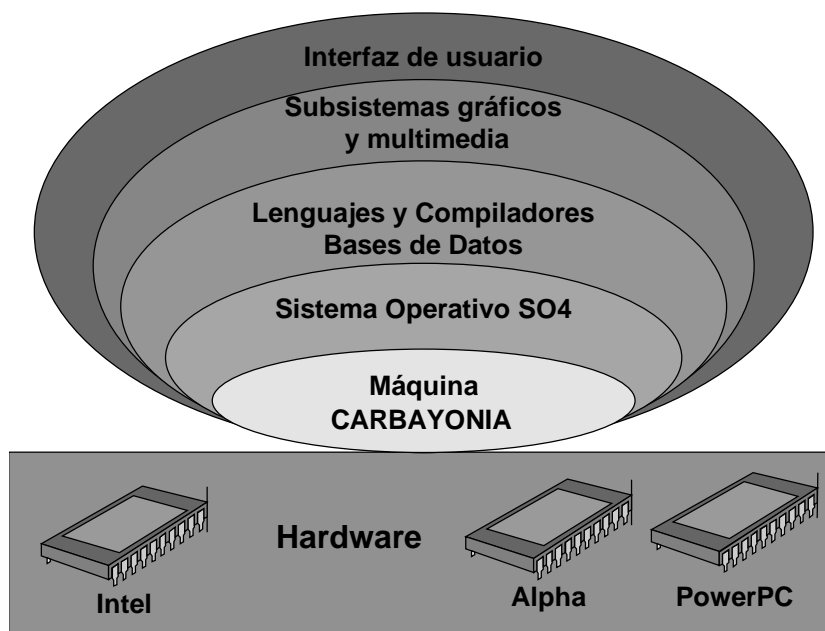 Interfaz de usuario
Subsistemas gráficos
y multimedia
Lenguajes y Compiladores
Bases de Datos
Sistema Operativo SO4
Máquina
CARBAYONIA
Hardware
Intel
Alpha
PowerPC